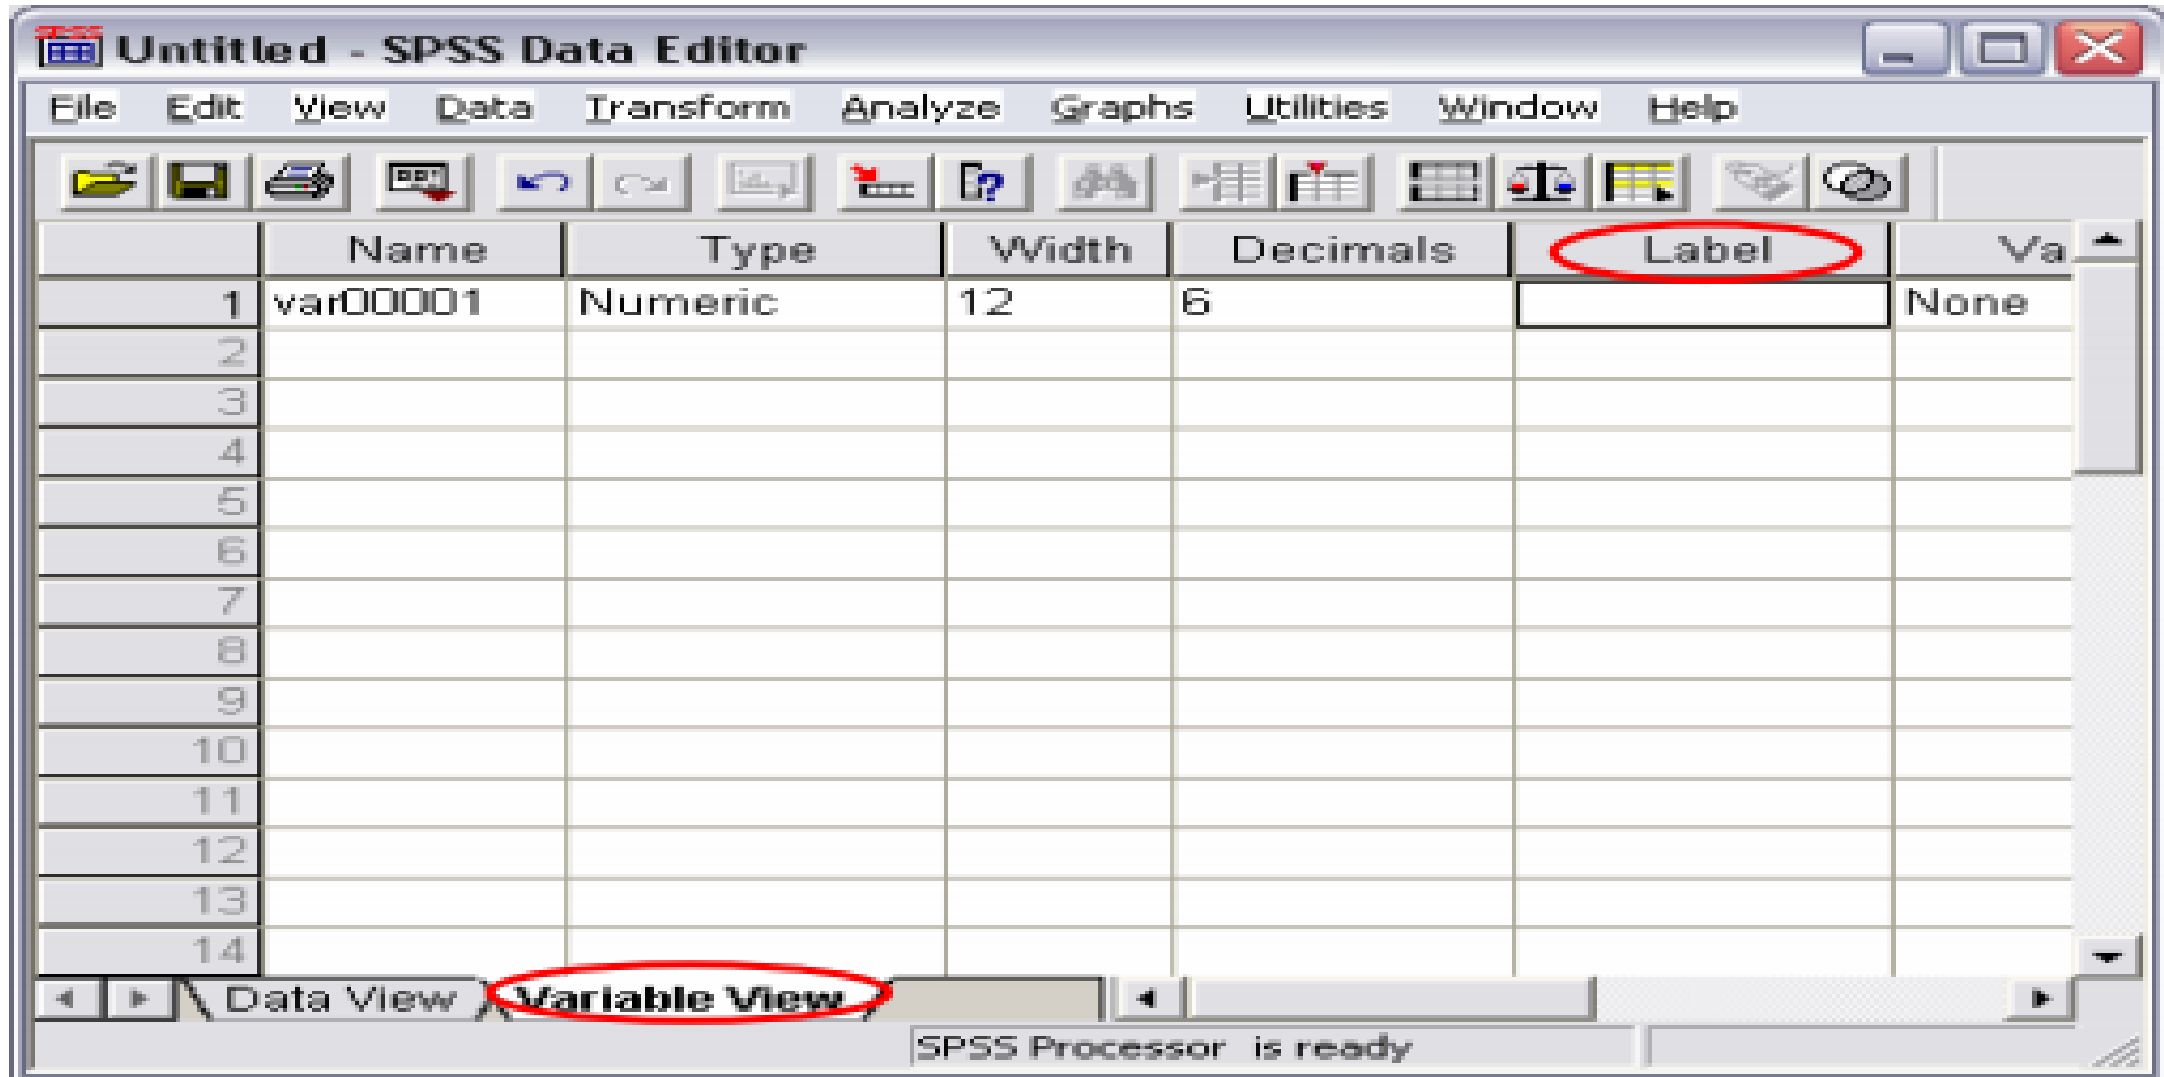 Untitled - SPSS Data Editor
File Edit View Data Transform Analyze Graphs Utilities Window Help
Name Type Width Decimals Label Va
1 var00001 Numeric 12 6 None
2
3
4
5
6
7
8
9
10
11
12
13
14
Data View Variable View
SPSS Processor is ready